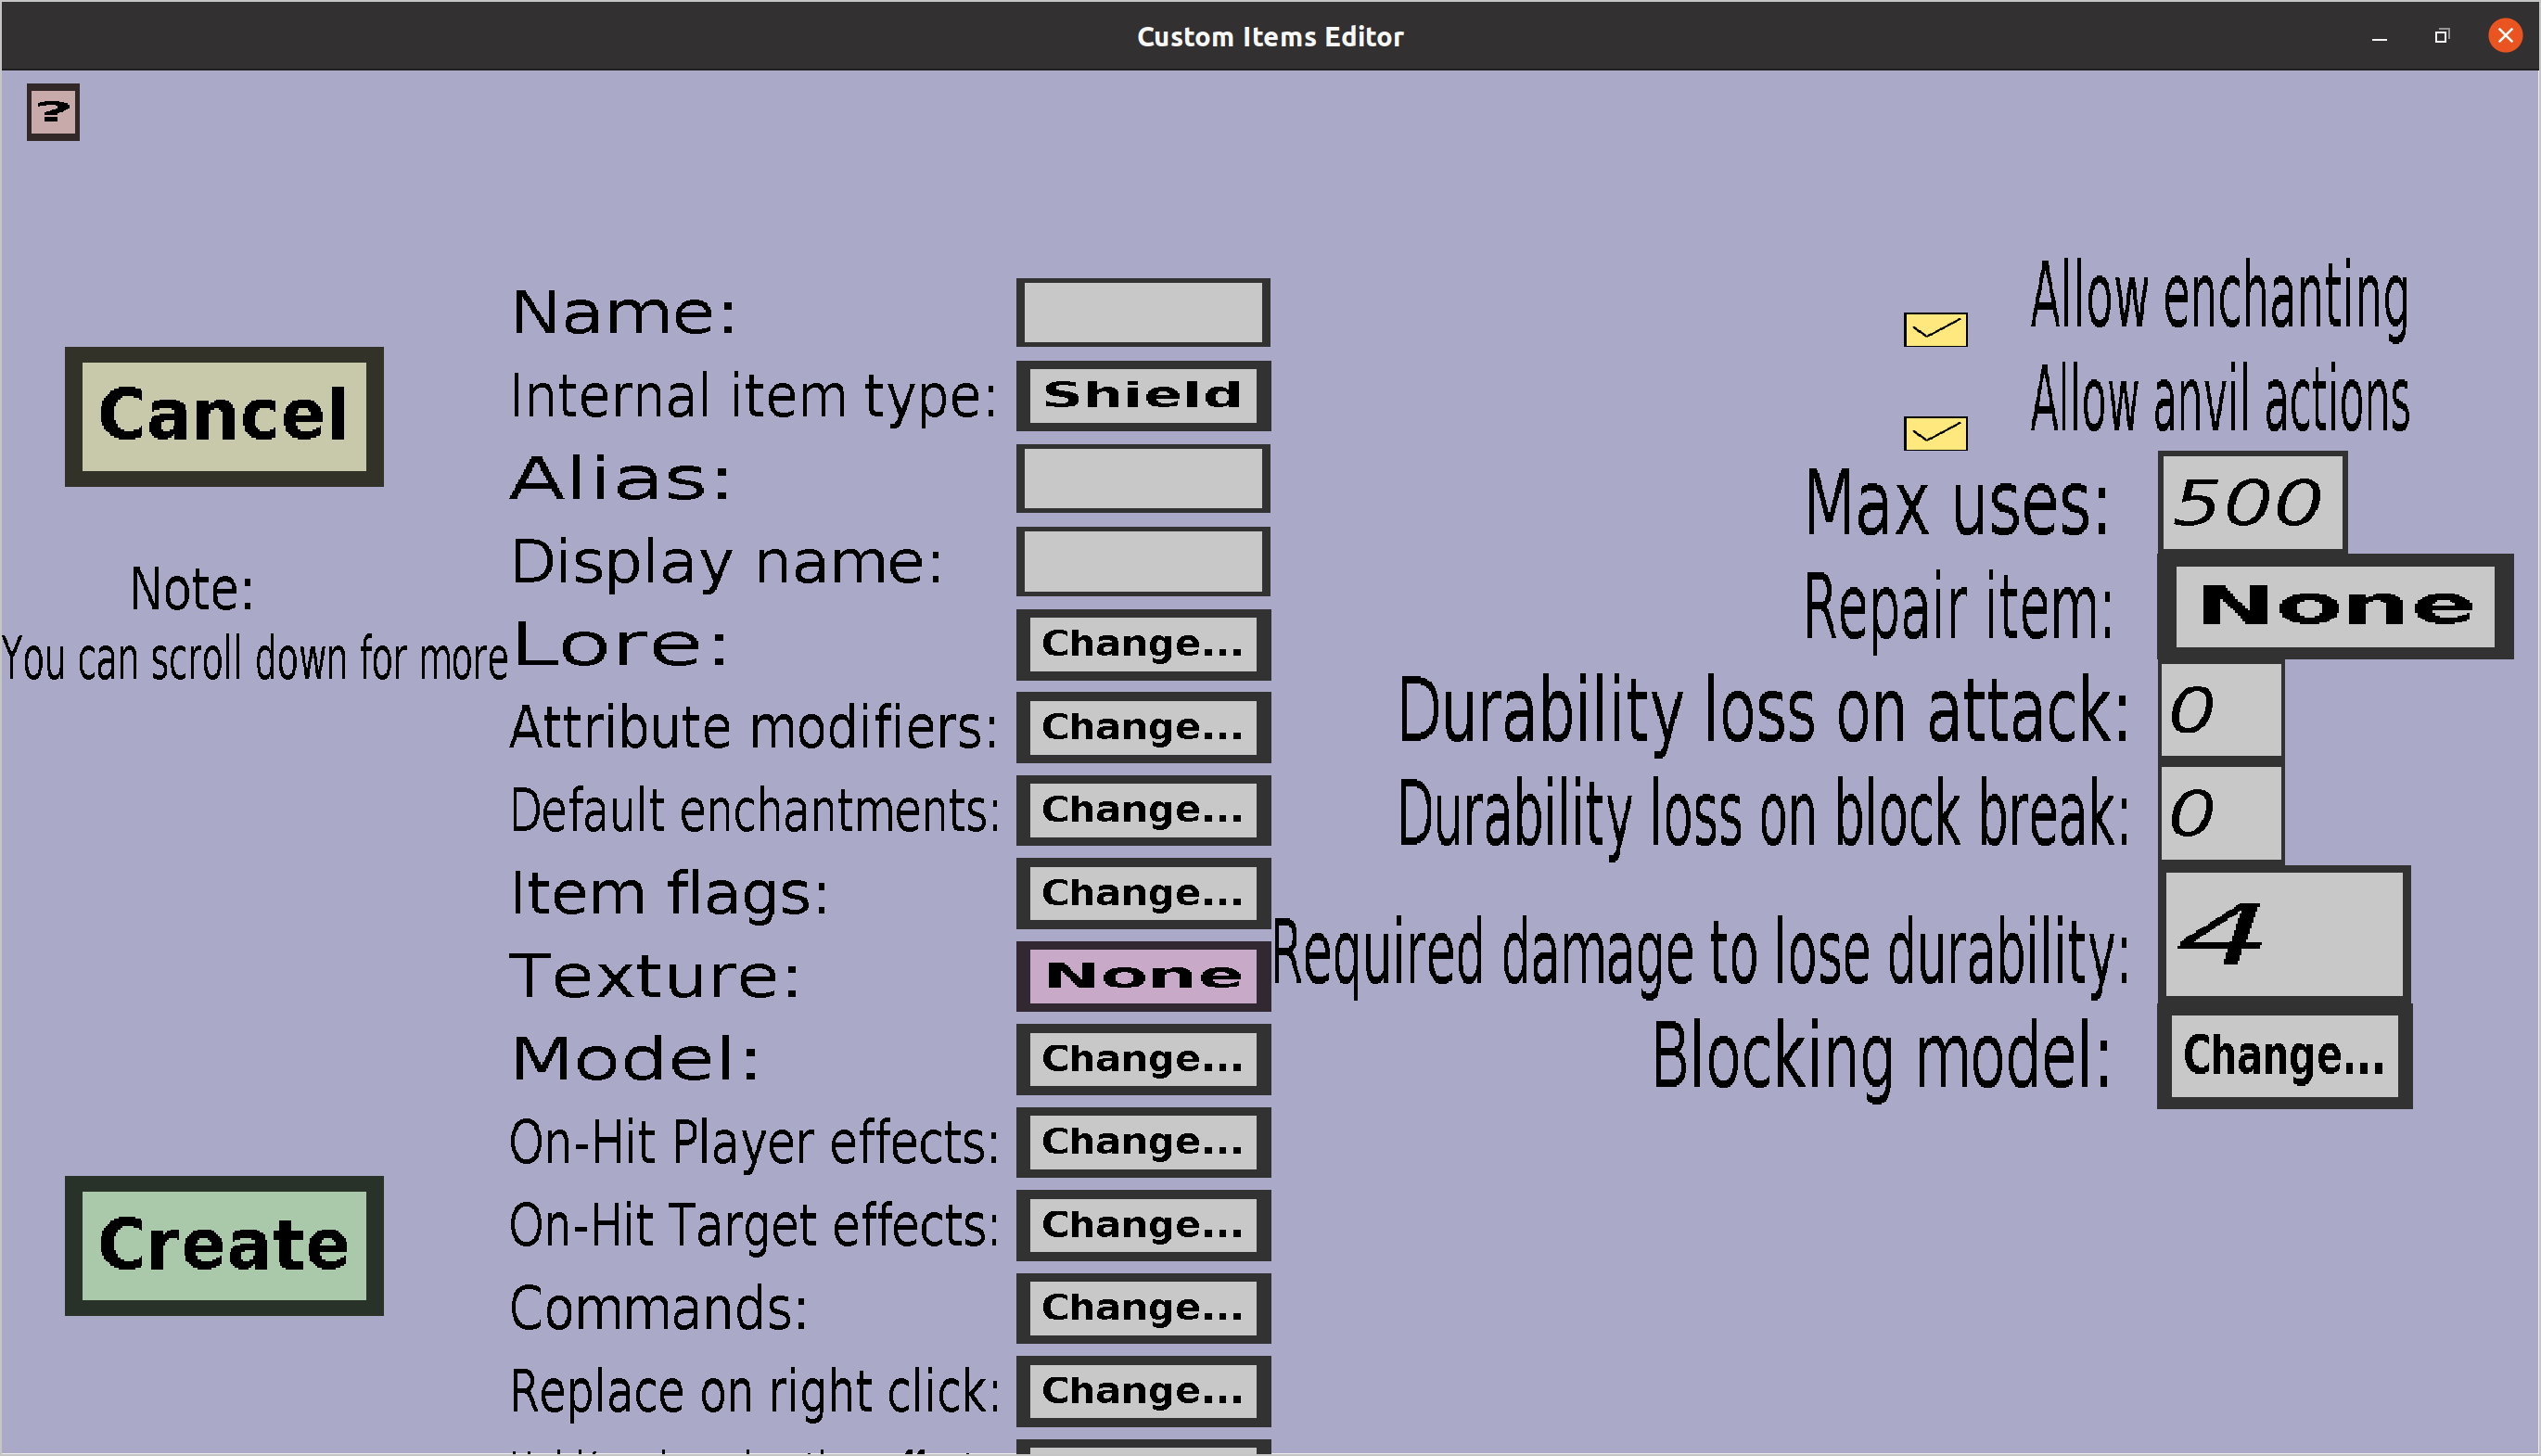 Custom Items Editor
?
Cancel
Note:
You can scroll down for more
Create
Name:
Internal item type: Shield
Alias:
Display name:
Lore: Change...
Attribute modifiers: Change...
Default enchantments: Change...
Item flags: Change...
Texture: None
Model: Change...
On-Hit Player effects: Change...
On-Hit Target effects: Change...
Commands: Change...
Replace on right click: Change...
Allow enchanting
Allow anvil actions
Max uses: 500
Repair item: None
Durability loss on attack: 0
Durability loss on block break: 0
Required damage to lose durability: 4
Blocking model: Change...